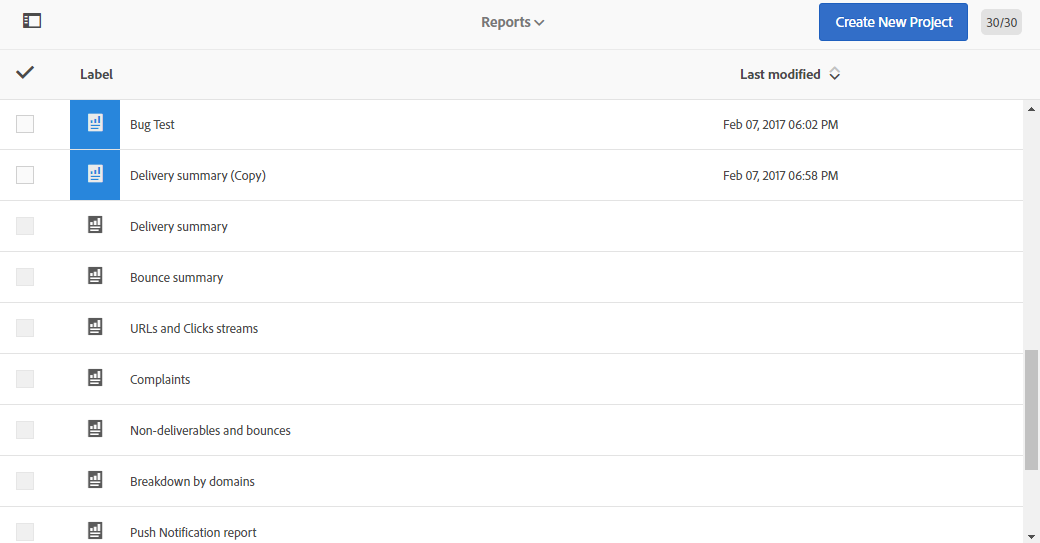 Reports
Create New Project
30/30
Label
Last modified
Bug Test
Feb 07, 2017 06:02 PM
Delivery summary (Copy)
Feb 07, 2017 06:58 PM
Delivery summary
Bounce summary
URLs and Clicks streams
Complaints
Non-deliverables and bounces
Breakdown by domains
Push Notification report